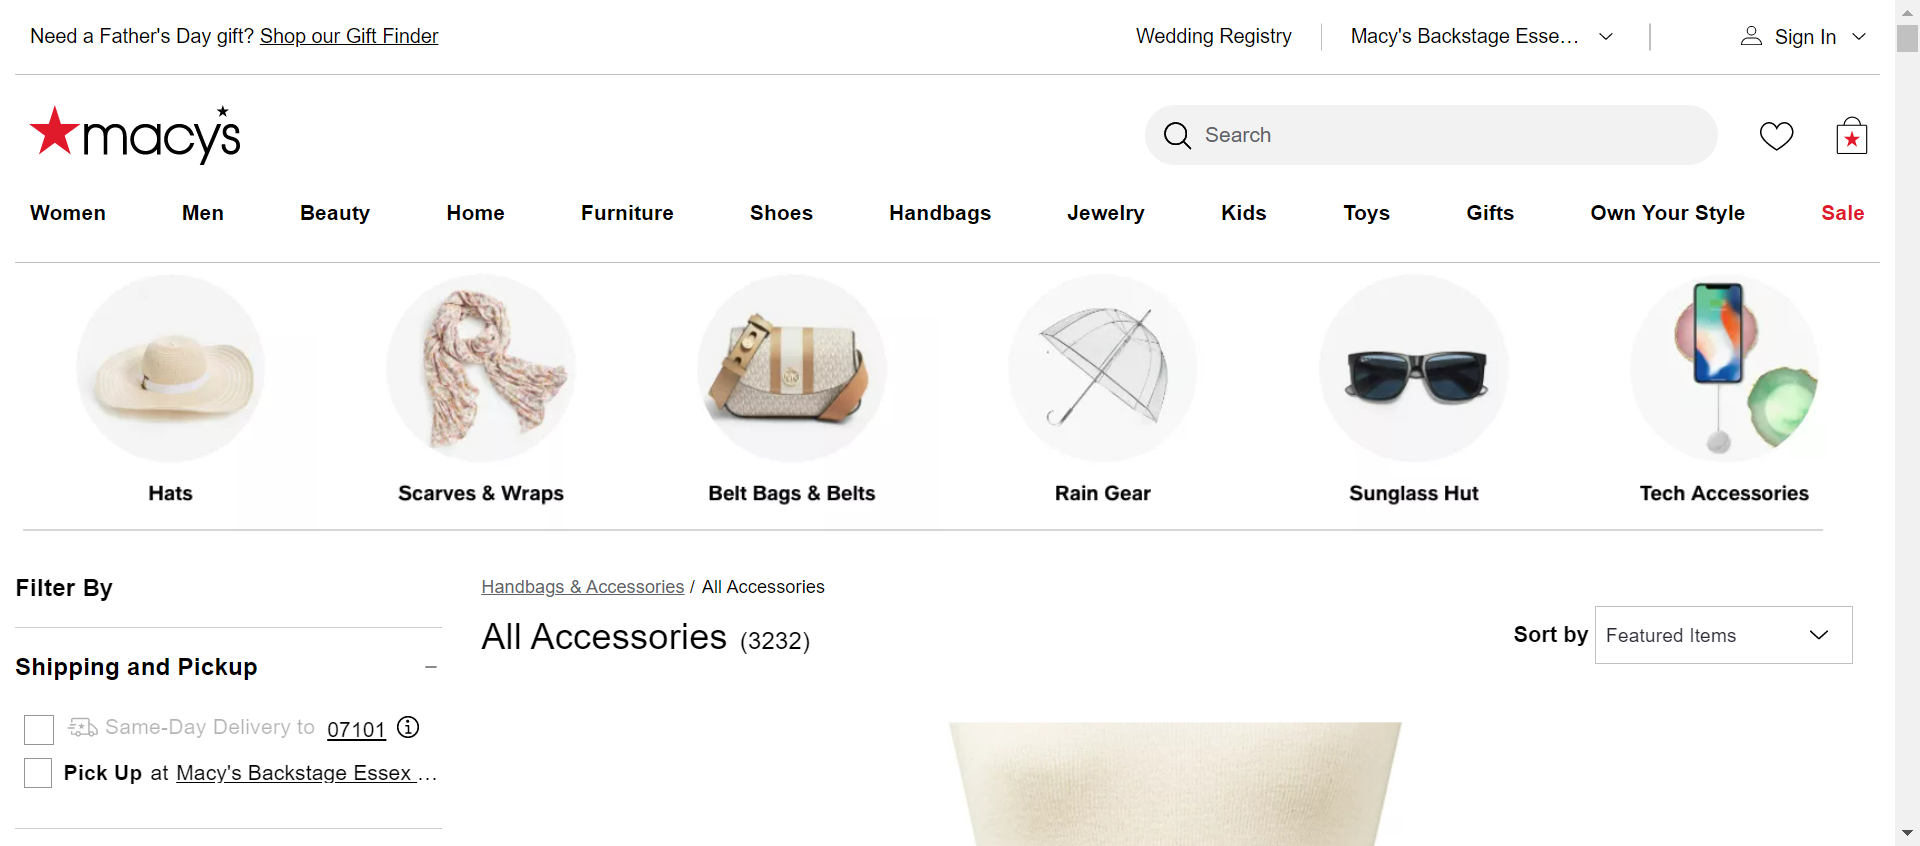 Need a Father's Day gift? Shop our Gift Finder
Wedding Registry
Macy's Backstage Esse...
Sign In
macy's
Search
Women Men Beauty Home Furniture Shoes Handbags Jewelry Kids Toys Gifts Own Your Style Sale
Hats
Scarves & Wraps
Belt Bags & Belts
Rain Gear
Sunglass Hut
Tech Accessories
Filter By
Shipping and Pickup
Same-Day Delivery to 07101
Pick Up at Macy's Backstage Essex ...
Handbags & Accessories / All Accessories
All Accessories (3232)
Sort by Featured Items